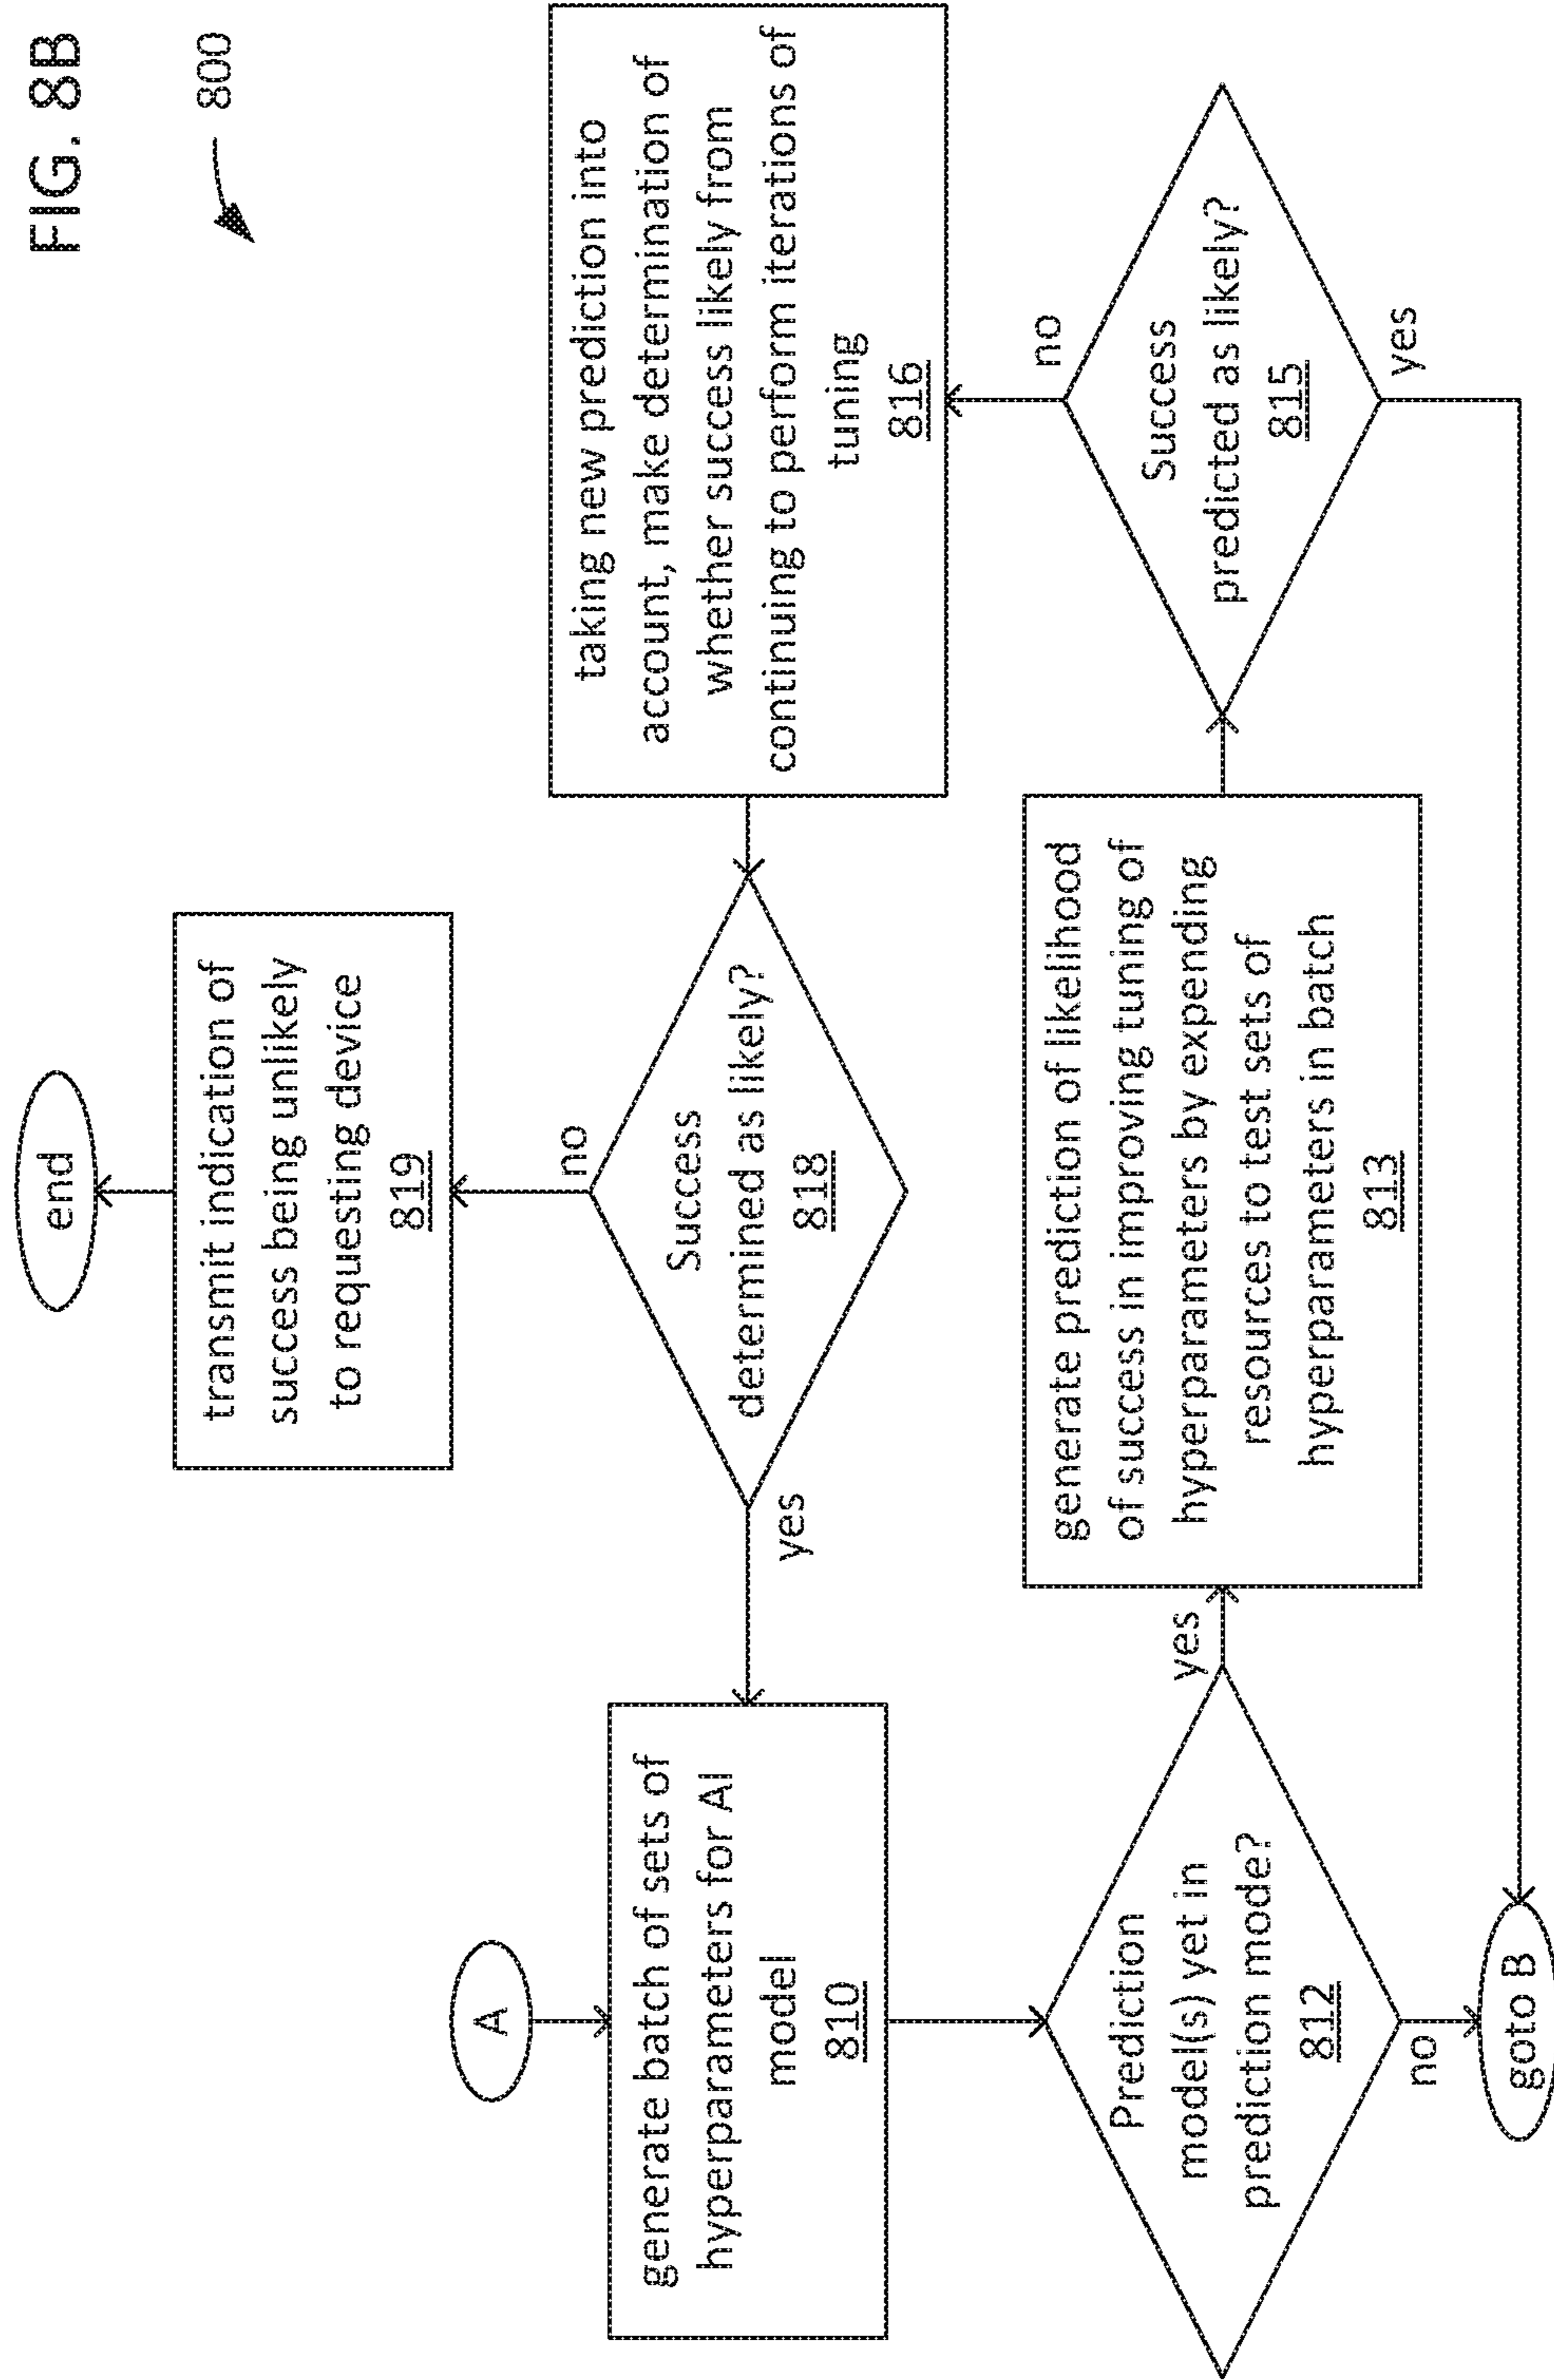 FIG. 8B
800
A
generate batch of sets of
hyperparameters for AI
model
810
Prediction
model(s) yet in
prediction mode?
812
no
goto B
yes
generate prediction of likelihood
of success in improving tuning of
hyperparameters by expending
resources to test sets of
hyperparameters in batch
813
Success
predicted as likely?
815
yes
no
taking new prediction into
account, make determination of
whether success likely from
continuing to perform iterations of
tuning
816
Success
determined as likely?
818
yes
no
transmit indication of
success being unlikely
to requesting device
819
end